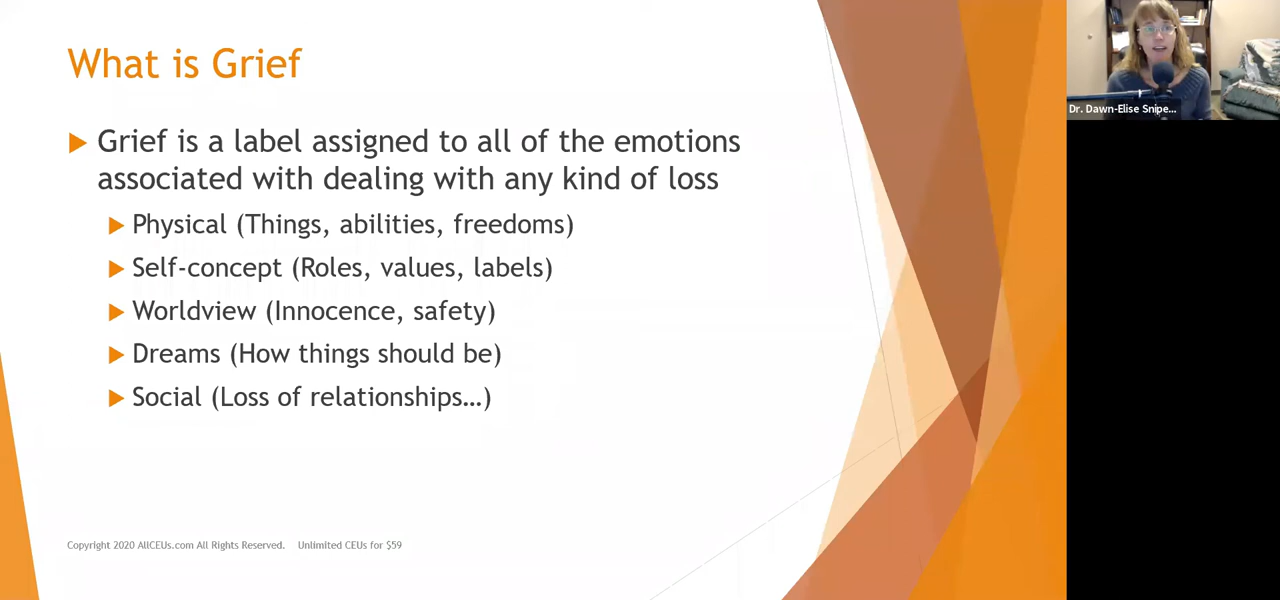 What is Grief
Grief is a label assigned to all of the emotions
associated with dealing with any kind of loss
Physical (Things, abilities, freedoms)
Self-concept (Roles, values, labels)
Worldview (Innocence, safety)
Dreams (How things should be)
Social (Loss of relationships…)
Copyright 2020 AllCEUs.com All Rights Reserved. Unlimited CEUs for $59
Dr. Dawn-Elise Snipe...